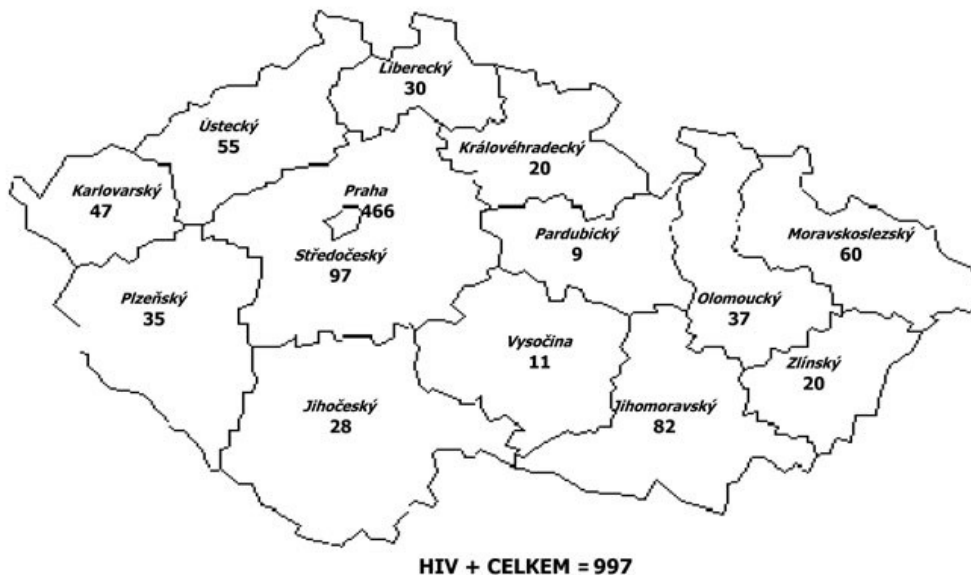 Liberecký
30
Ústecký
55
Královéhradecký
20
Karlovarský
47
Praha
466
Pardubický
9
Moravskoslezský
60
Středočeský
97
Plzeňský
35
Olomoucký
37
Vysočina
11
Zlínský
20
Jihočeský
28
Jihomoravský
82
HIV + CELKEM = 997